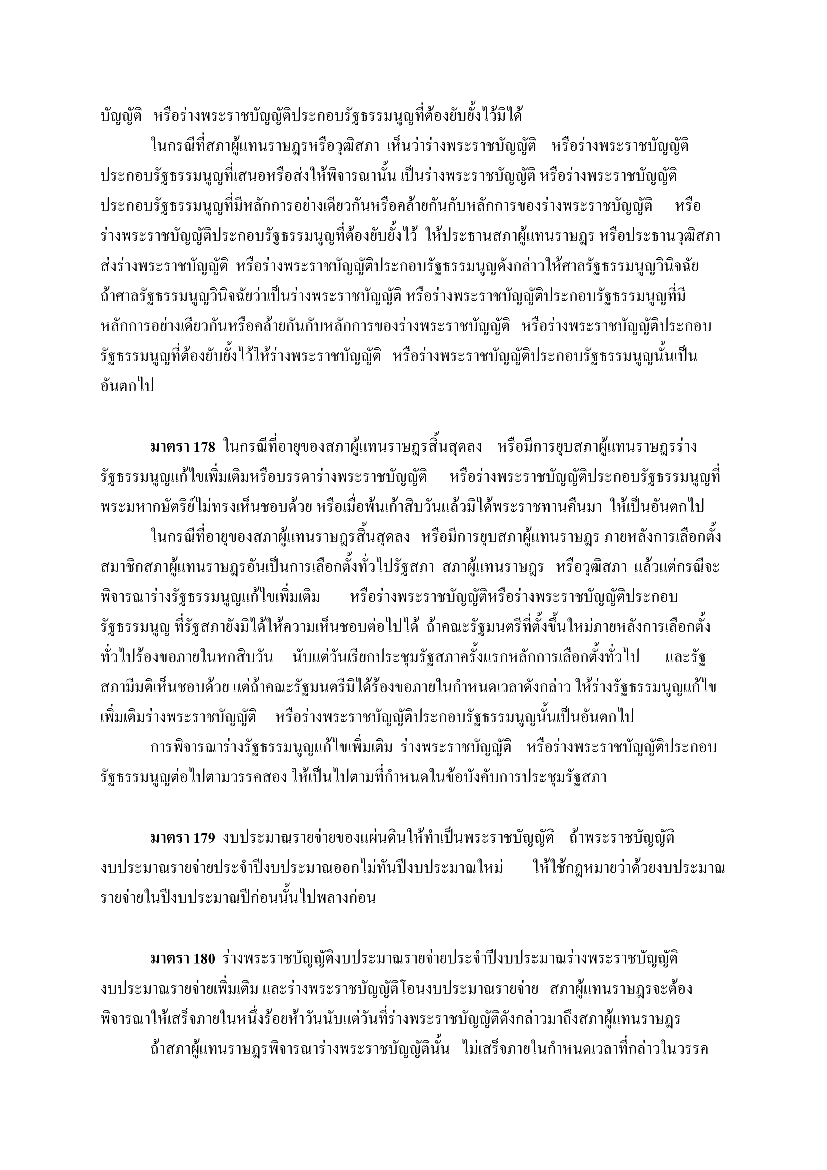 บัญญัติ หรือร่างพระราชบัญญัติประกอบรัฐธรรมนูญที่ต้องยับยั้งไว้มิได้
ในกรณีที่สภาผู้แทนราษฎรหรือวุฒิสภา เห็นว่าร่างพระราชบัญญัติ หรือร่างพระราชบัญญัติ
ประกอบรัฐธรรมนูญที่เสนอหรือส่งให้พิจารณานั้น เป็นร่างพระราชบัญญัติ หรือร่างพระราชบัญญัติ
ประกอบรัฐธรรมนูญที่มีหลักการอย่างเดียวกันหรือคล้ายกันกับหลักการของร่างพระราชบัญญัติ หรือ
ร่างพระราชบัญญัติประกอบรัฐธรรมนูญที่ต้องยับยั้งไว้ ให้ประธานสภาผู้แทนราษฎร หรือประธานวุฒิสภา
ส่งร่างพระราชบัญญัติ หรือร่างพระราชบัญญัติประกอบรัฐธรรมนูญดังกล่าวให้ศาลรัฐธรรมนูญวินิจฉัย
ถ้าศาลรัฐธรรมนูญวินิจฉัยว่าเป็นร่างพระราชบัญญัติ หรือร่างพระราชบัญญัติประกอบรัฐธรรมนูญที่มี
หลักการอย่างเดียวกันหรือคล้ายกันกับหลักการของร่างพระราชบัญญัติ หรือร่างพระราชบัญญัติประกอบ
รัฐธรรมนูญที่ต้องยับยั้งไว้ให้ร่างพระราชบัญญัติ หรือร่างพระราชบัญญัติประกอบรัฐธรรมนูญนั้นเป็น
อันตกไป
มาตรา 178 ในกรณีที่อายุของสภาผู้แทนราษฎรสิ้นสุดลง หรือมีการยุบสภาผู้แทนราษฎรร่าง
รัฐธรรมนูญแก้ไขเพิ่มเติมหรือบรรดาร่างพระราชบัญญัติ หรือร่างพระราชบัญญัติประกอบรัฐธรรมนูญที่
พระมหากษัตริย์ไม่ทรงเห็นชอบด้วย หรือเมื่อพ้นเก้าสิบวันแล้วมิได้พระราชทานคืนมา ให้เป็นอันตกไป
ในกรณีที่อายุของสภาผู้แทนราษฎรสิ้นสุดลง หรือมีการยุบสภาผู้แทนราษฎร ภายหลังการเลือกตั้ง
สมาชิกสภาผู้แทนราษฎรอันเป็นการเลือกตั้งทั่วไปรัฐสภา สภาผู้แทนราษฎร หรือวุฒิสภา แล้วแต่กรณีจะ
พิจารณาร่างรัฐธรรมนูญแก้ไขเพิ่มเติม หรือร่างพระราชบัญญัติหรือร่างพระราชบัญญัติประกอบ
รัฐธรรมนูญ ที่รัฐสภายังมิได้ให้ความเห็นชอบต่อไปได้ ถ้าคณะรัฐมนตรีที่ตั้งขึ้นใหม่ภายหลังการเลือกตั้ง
ทั่วไปร้องขอภายในหกสิบวัน นับแต่วันเรียกประชุมรัฐสภาครั้งแรกหลักการเลือกตั้งทั่วไป และรัฐ
สภามีมติเห็นชอบด้วย แต่ถ้าคณะรัฐมนตรีมิได้ร้องขอภายในกำหนดเวลาดังกล่าว ให้ร่างรัฐธรรมนูญแก้ไข
เพิ่มเติมร่างพระราชบัญญัติ หรือร่างพระราชบัญญัติประกอบรัฐธรรมนูญนั้นเป็นอันตกไป
การพิจารณาร่างรัฐธรรมนูญแก้ไขเพิ่มเติม ร่างพระราชบัญญัติ หรือร่างพระราชบัญญัติประกอบ
รัฐธรรมนูญต่อไปตามวรรคสอง ให้เป็นไปตามที่กำหนดในข้อบังคับการประชุมรัฐสภา
มาตรา 179 งบประมาณรายจ่ายของแผ่นดินให้ทำเป็นพระราชบัญญัติ ถ้าพระราชบัญญัติ
งบประมาณรายจ่ายประจำปีงบประมาณออกไม่ทันปีงบประมาณใหม่ ให้ใช้กฎหมายว่าด้วยงบประมาณ
รายจ่ายในปีงบประมาณปีก่อนนั้นไปพลางก่อน
มาตรา 180 ร่างพระราชบัญญัติงบประมาณรายจ่ายประจำปีงบประมาณร่างพระราชบัญญัติ
งบประมาณรายจ่ายเพิ่มเติม และร่างพระราชบัญญัติโอนงบประมาณรายจ่าย สภาผู้แทนราษฎรจะต้อง
พิจารณาให้เสร็จภายในหนึ่งร้อยห้าวันนับแต่วันที่ร่างพระราชบัญญัติดังกล่าวมาถึงสภาผู้แทนราษฎร
ถ้าสภาผู้แทนราษฎรพิจารณาร่างพระราชบัญญัตินั้น ไม่เสร็จภายในกำหนดเวลาที่กล่าวในวรรค